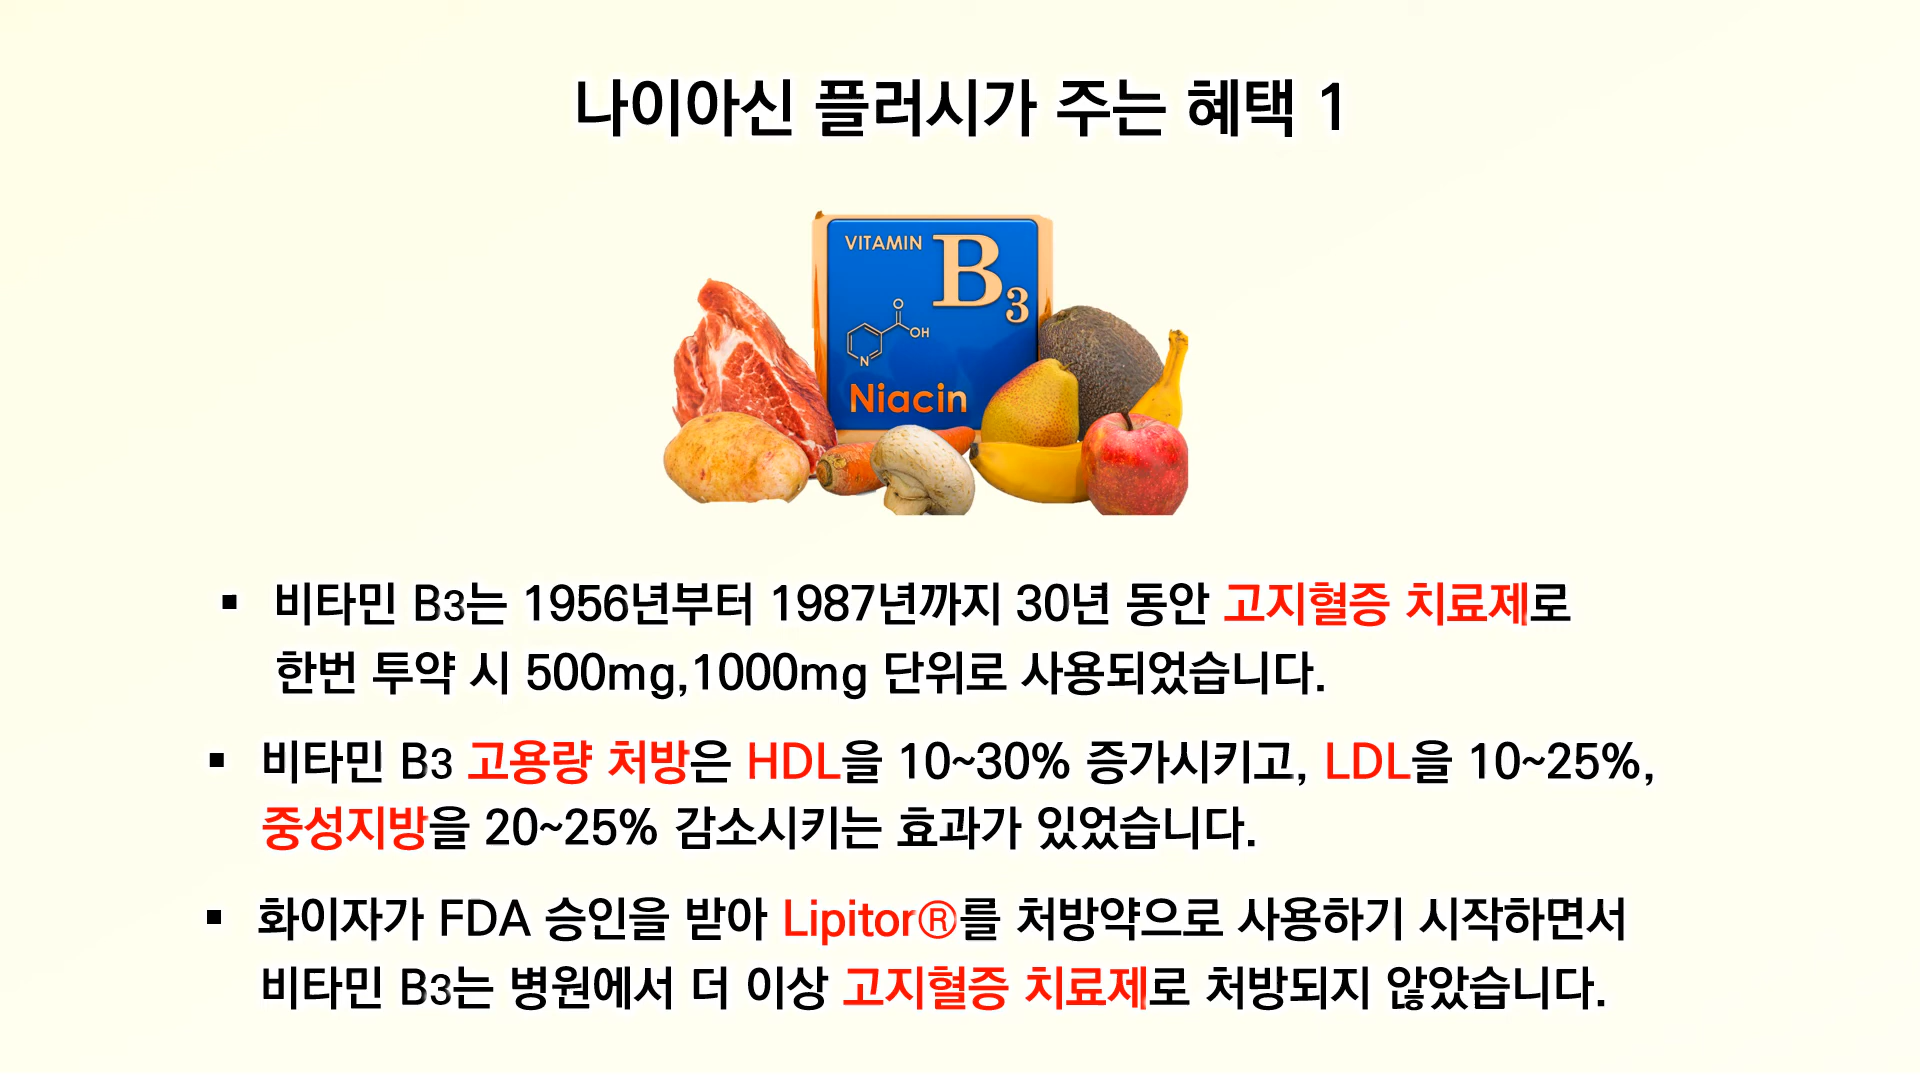 나이아신 플러시가 주는 혜택 1
VITAMIN B3
O
OH
N
Niacin
▪ 비타민 B3는 1956년부터 1987년까지 30년 동안 고지혈증 치료제로
한번 투약 시 500mg,1000mg 단위로 사용되었습니다.
▪ 비타민 B3 고용량 처방은 HDL을 10~30% 증가시키고, LDL을 10~25%,
중성지방을 20~25% 감소시키는 효과가 있었습니다.
▪ 화이자가 FDA 승인을 받아 Lipitor®를 처방약으로 사용하기 시작하면서
비타민 B3는 병원에서 더 이상 고지혈증 치료제로 처방되지 않았습니다.